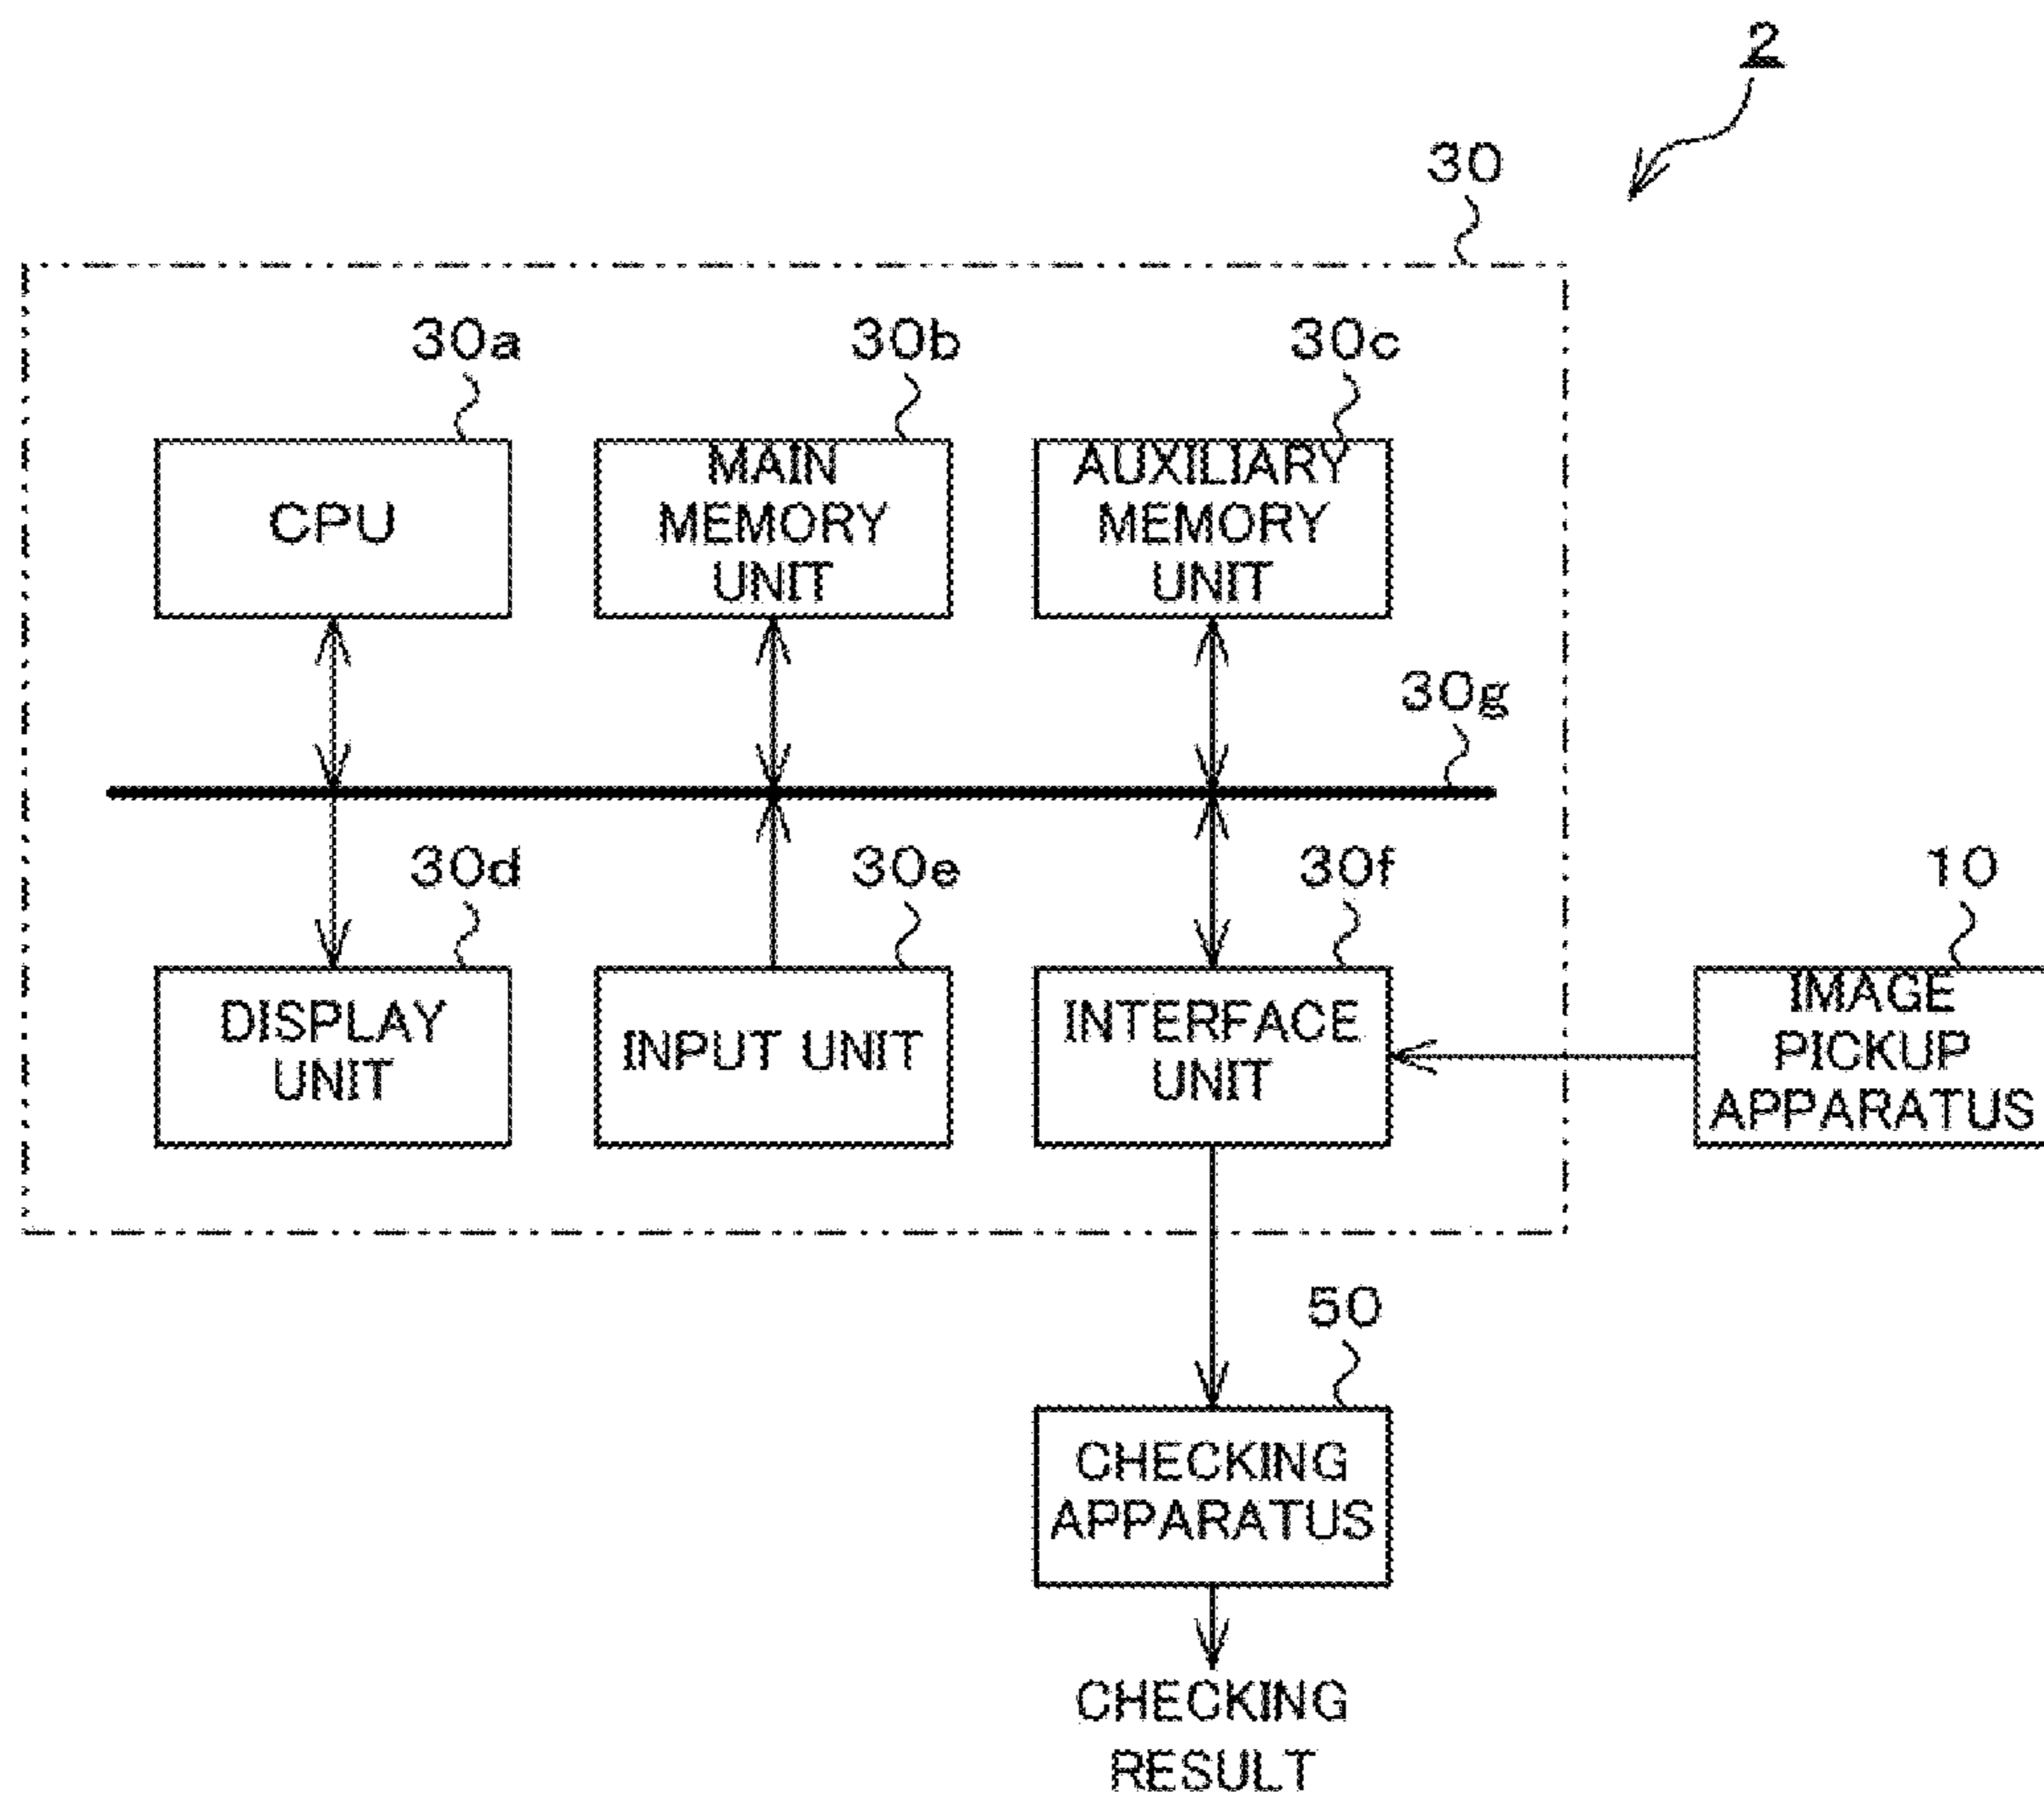 2
30
30a
30b
30c
CPU
MAIN
MEMORY
UNIT
AUXILIARY
MEMORY
UNIT
30g
30d
30e
30f
10
DISPLAY
UNIT
INPUT UNIT
INTERFACE
UNIT
IMAGE
PICKUP
APPARATUS
50
CHECKING
APPARATUS
CHECKING
RESULT